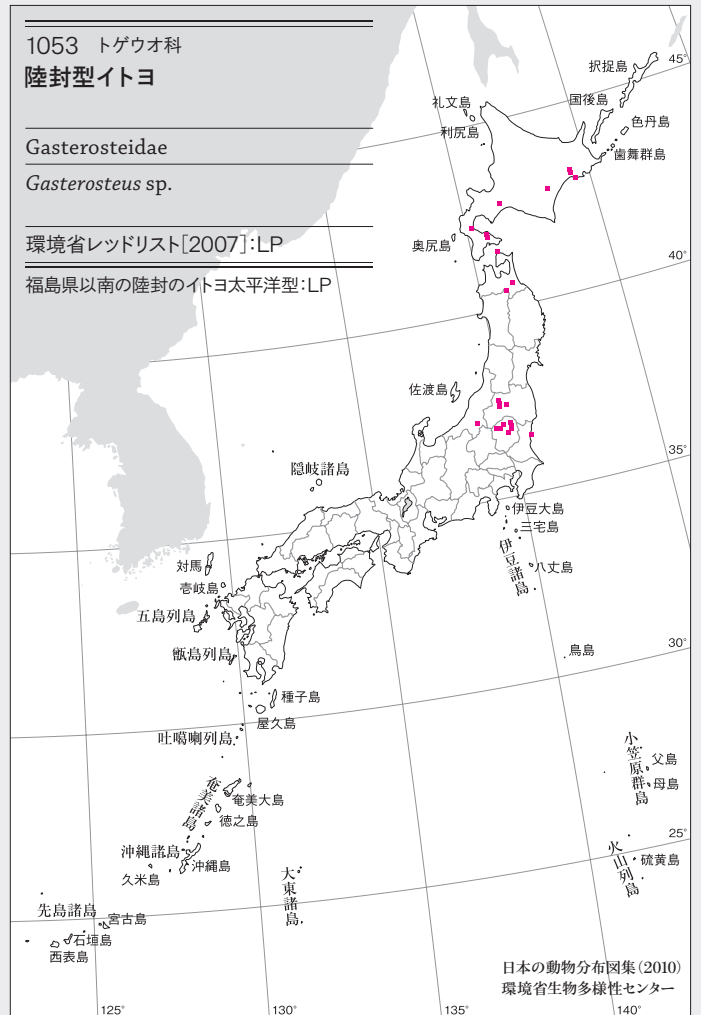 1053 トゲウオ科
陸封型イトヨ
Gasterosteidae
Gasterosteus sp.
環境省レッドリスト[2007]:LP
福島県以南の陸封のイトヨ太平洋型:LP
択捉島
45°
国後島
礼文島
色丹島
利尻島
歯舞群島
奥尻島
40°
佐渡島
35°
隠岐諸島
伊豆大島
三宅島
伊豆諸島
八丈島
対馬
壱岐島
五島列島
甑島列島
鳥島
30°
種子島
屋久島
吐噶喇列島
小笠原群島
父島
母島
奄美諸島
奄美大島
徳之島
25°
沖縄諸島
沖縄島
久米島
火山列島
硫黄島
大東諸島
先島諸島
宮古島
石垣島
西表島
日本の動物分布図集(2010)
環境省生物多様性センター
125°
130°
135°
140°